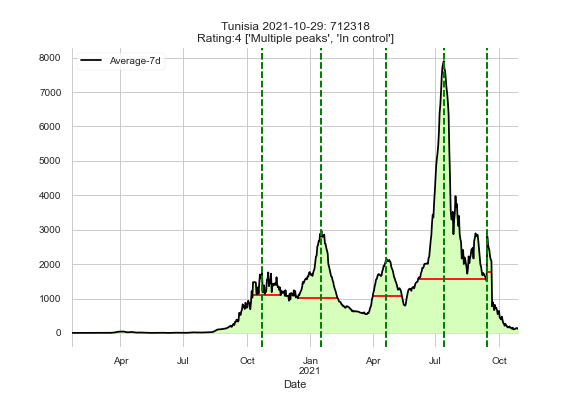 Tunisia 2021-10-29: 712318
Rating:4 ['Multiple peaks', 'In control']
Average-7d
8000
7000
6000
5000
4000
3000
2000
1000
0
Apr Jul Oct Jan Apr Jul Oct
2021
Date